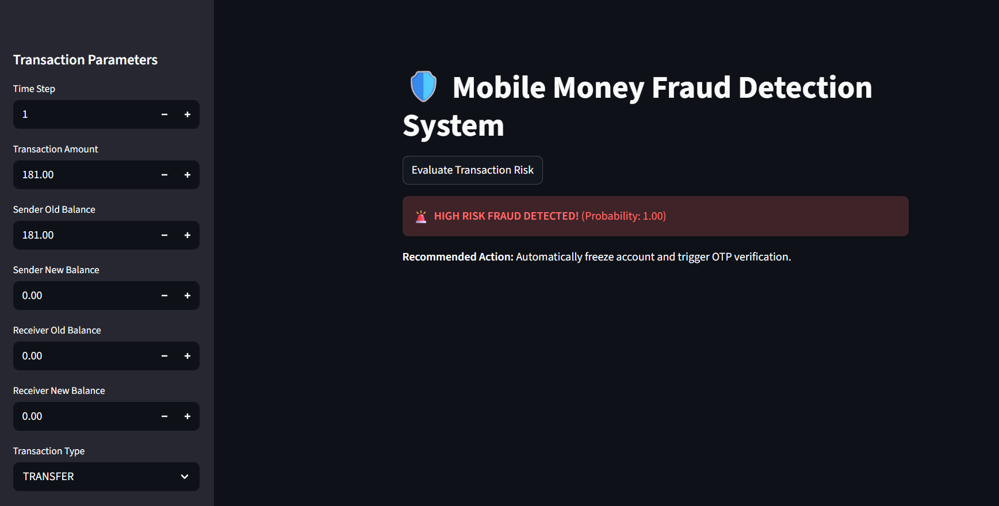 Transaction Parameters
Time Step
1
Transaction Amount
181.00
Sender Old Balance
181.00
Sender New Balance
0.00
Receiver Old Balance
0.00
Receiver New Balance
0.00
Transaction Type
TRANSFER
Mobile Money Fraud Detection
System
Evaluate Transaction Risk
HIGH RISK FRAUD DETECTED! (Probability: 1.00)
Recommended Action: Automatically freeze account and trigger OTP verification.